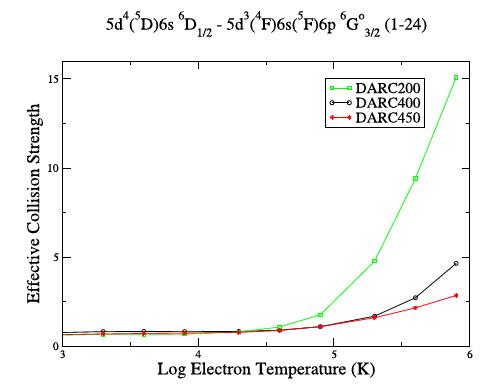 5d⁴(⁵D)6s ⁶D₁/₂ - 5d³(⁴F)6s(⁵F)6p ⁶Gᵒ₃/₂ (1-24)
DARC200
DARC400
DARC450
Effective Collision Strength
15
10
5
0
3
4
5
6
Log Electron Temperature (K)